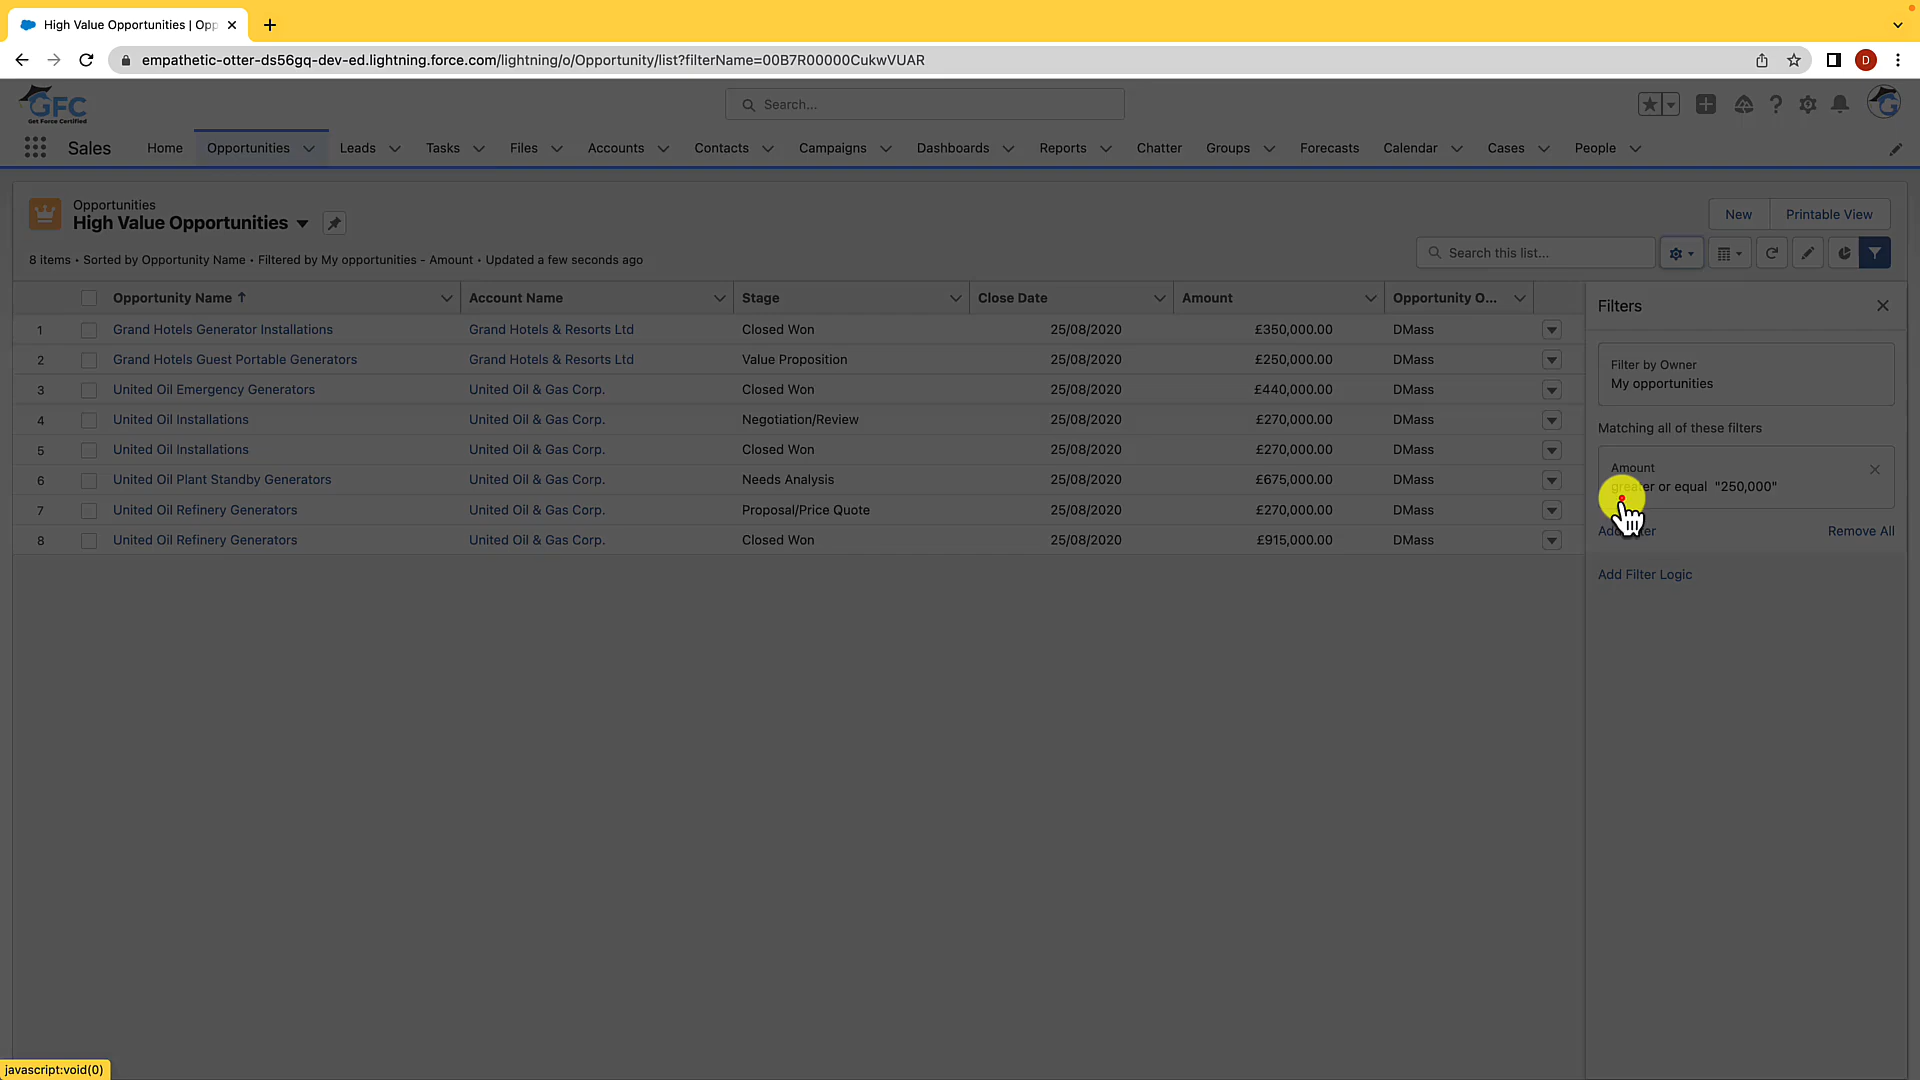 High Value Opportunities | Opp
empathetic-otter-ds56gq-dev-ed.lightning.force.com/lightning/o/Opportunity/list?filterName=00B7R00000CukwVUAR
D
GFC
Get Force Certified
Search...
Sales Home Opportunities Leads Tasks Files Accounts Contacts Campaigns Dashboards Reports Chatter Groups Forecasts Calendar Cases People
Opportunities
High Value Opportunities
New Printable View
8 items • Sorted by Opportunity Name • Filtered by My opportunities - Amount • Updated a few seconds ago
Search this list...
Opportunity Name ↑ Account Name Stage Close Date Amount Opportunity O...
1 Grand Hotels Generator Installations Grand Hotels & Resorts Ltd Closed Won 25/08/2020 £350,000.00 DMass
2 Grand Hotels Guest Portable Generators Grand Hotels & Resorts Ltd Value Proposition 25/08/2020 £250,000.00 DMass
3 United Oil Emergency Generators United Oil & Gas Corp. Closed Won 25/08/2020 £440,000.00 DMass
4 United Oil Installations United Oil & Gas Corp. Negotiation/Review 25/08/2020 £270,000.00 DMass
5 United Oil Installations United Oil & Gas Corp. Closed Won 25/08/2020 £270,000.00 DMass
6 United Oil Plant Standby Generators United Oil & Gas Corp. Needs Analysis 25/08/2020 £675,000.00 DMass
7 United Oil Refinery Generators United Oil & Gas Corp. Proposal/Price Quote 25/08/2020 £270,000.00 DMass
8 United Oil Refinery Generators United Oil & Gas Corp. Closed Won 25/08/2020 £915,000.00 DMass
Filters
Filter by Owner
My opportunities
Matching all of these filters
Amount
greater or equal "250,000"
Add Filter Remove All
Add Filter Logic
javascript:void(0)